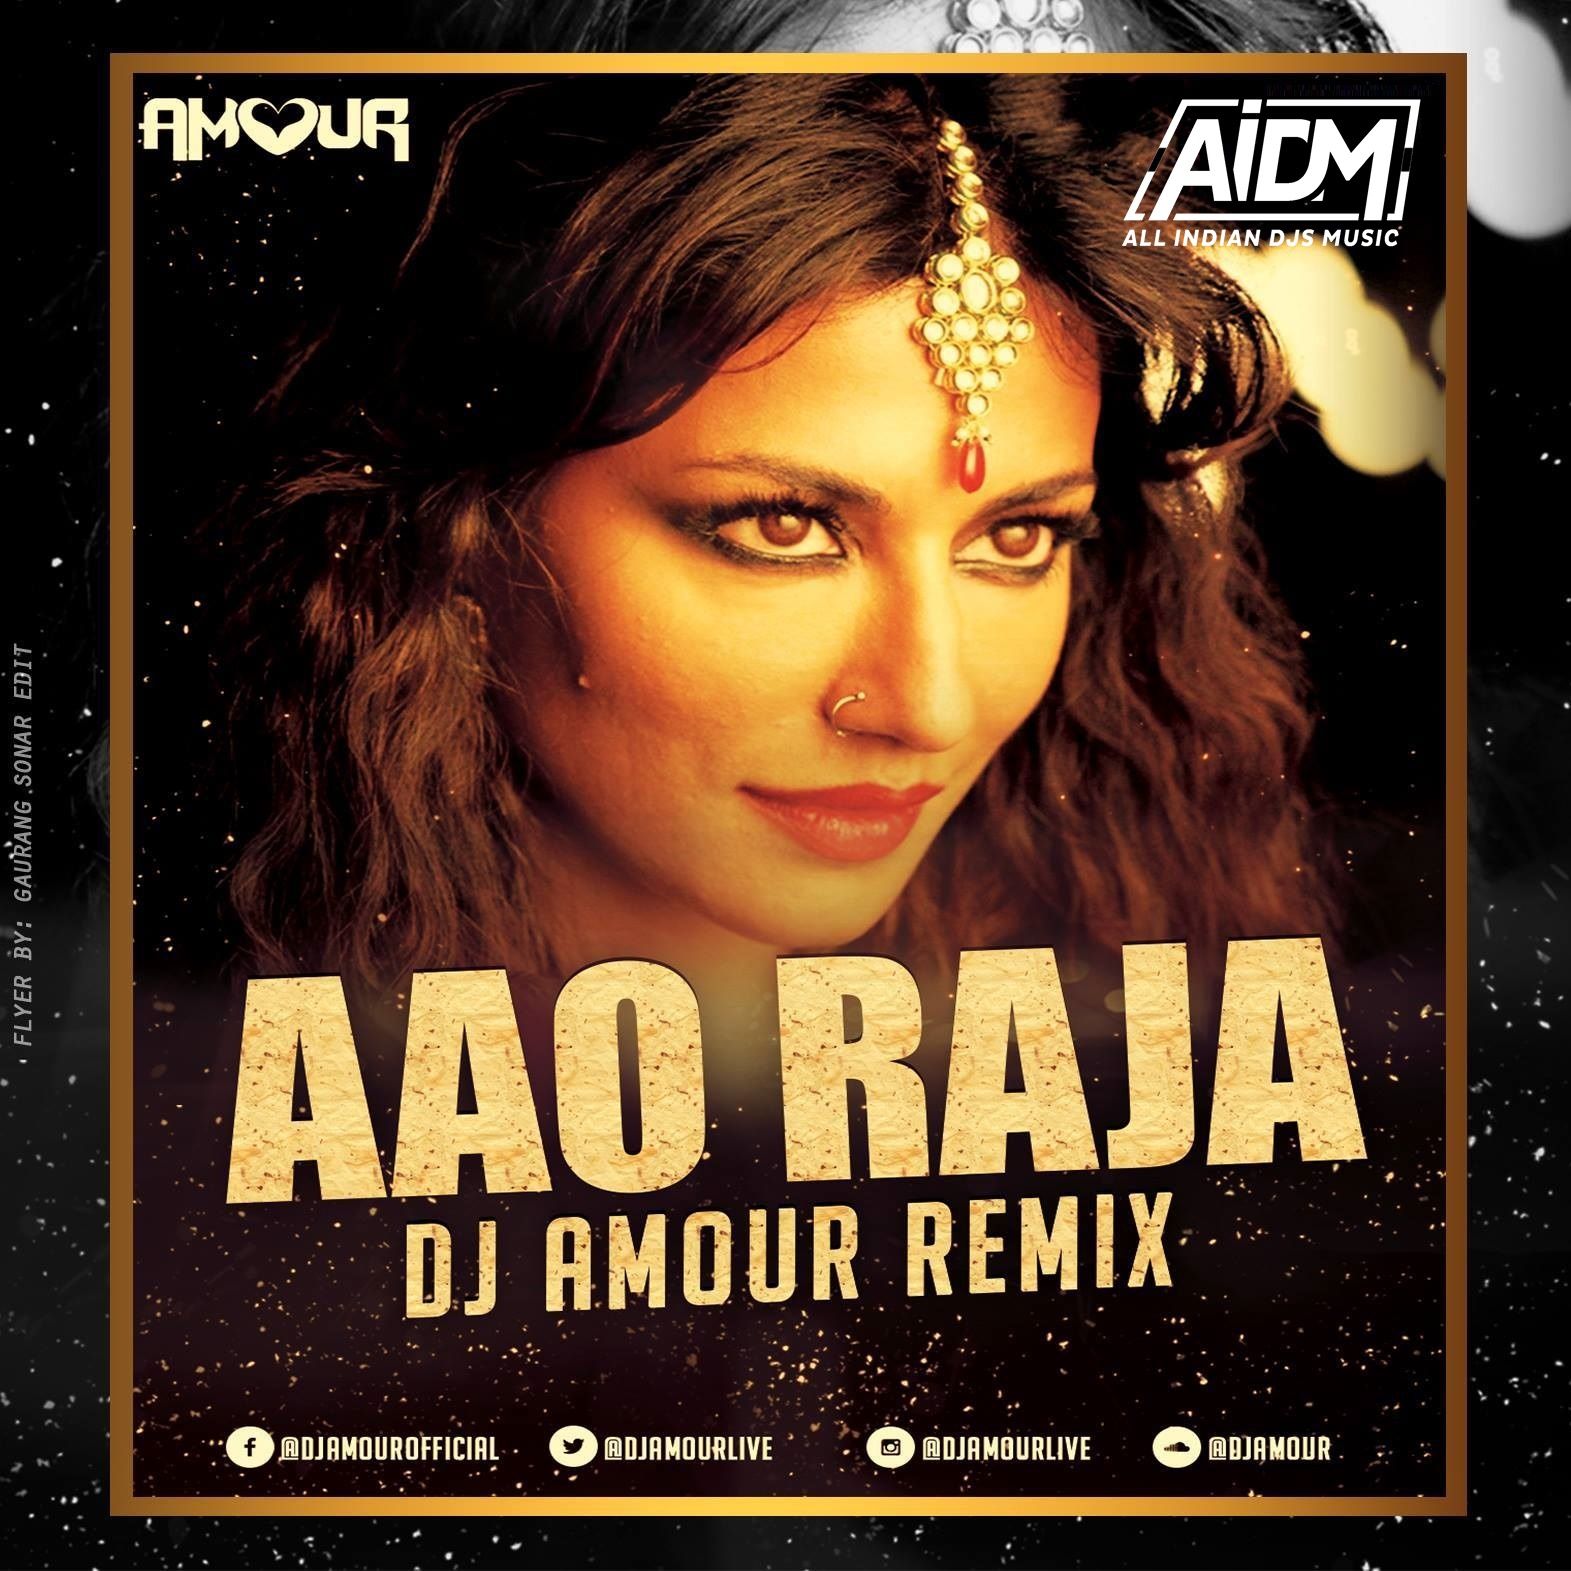 AMOUR
AiDM
ALL INDIAN DJS MUSIC
FLYER BY: GAURANG SONAR EDIT
AAO RAJA
DJ AMOUR REMIX
@DJAMOUROFFICIAL
@DJAMOURLIVE
@DJAMOURLIVE
@DJAMOUR